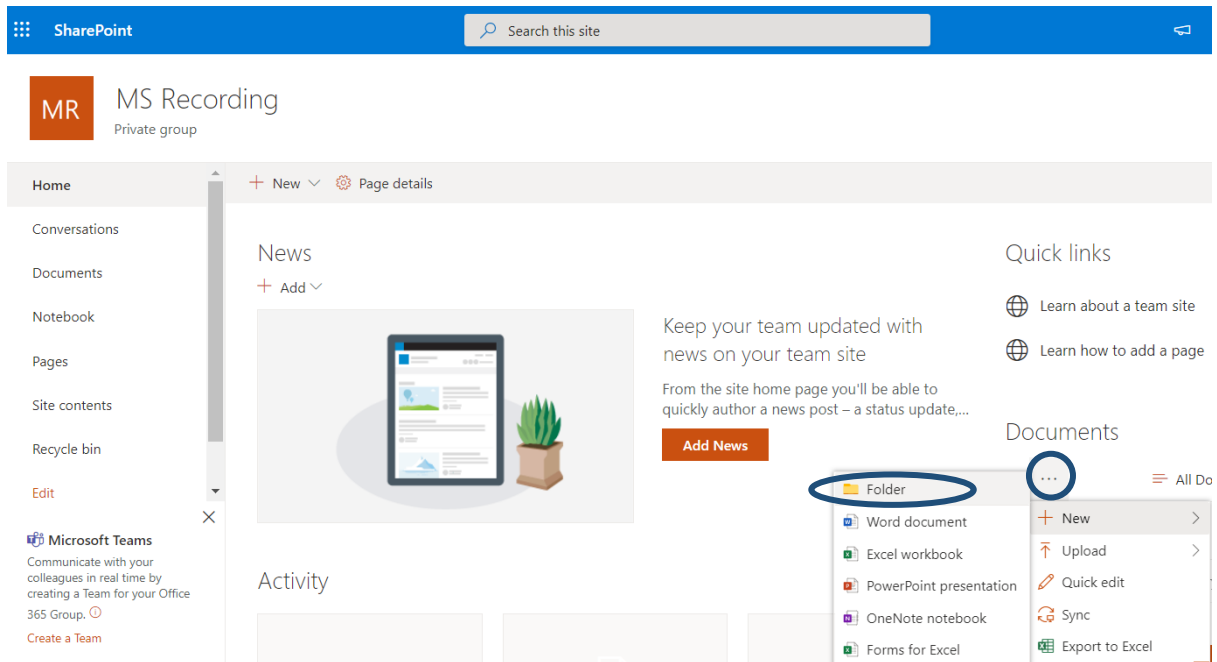 SharePoint
Search this site
MR
MS Recording
Private group
Home
Conversations
Documents
Notebook
Pages
Site contents
Recycle bin
Edit
Microsoft Teams
Communicate with your
colleagues in real time by
creating a Team for your Office
365 Group.
Create a Team
New
Page details
News
Add
Keep your team updated with
news on your team site
From the site home page you'll be able to
quickly author a news post – a status update,...
Add News
Activity
Quick links
Learn about a team site
Learn how to add a page
Documents
...
All Do
Folder
Word document
Excel workbook
PowerPoint presentation
OneNote notebook
Forms for Excel
New
Upload
Quick edit
Sync
Export to Excel